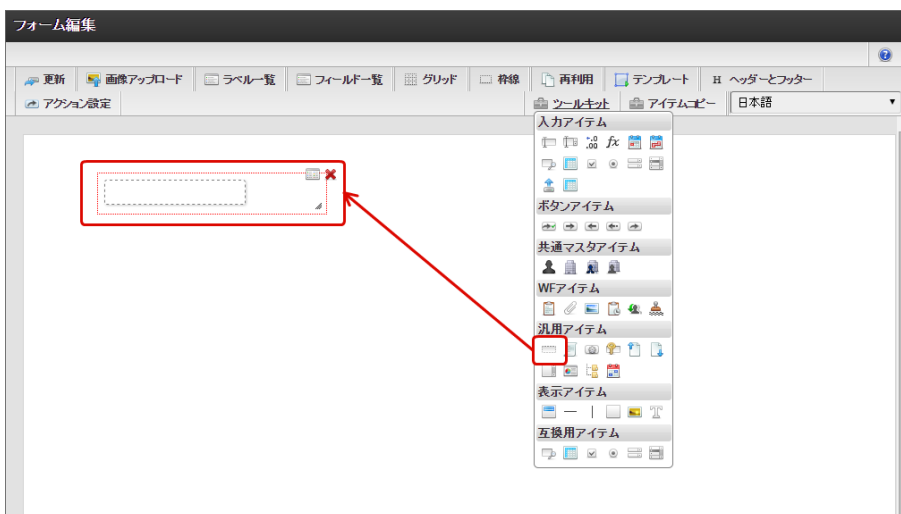 フォーム編集
更新 画像アップロード ラベル一覧 フィールド一覧 グリッド 枠線 再利用 テンプレート H ヘッダーとフッター
アクション設定 ツールキット アイテムコピー 日本語
入力アイテム
fx
ボタンアイテム
共通マスタアイテム
WFアイテム
汎用アイテム
表示アイテム
T
互換用アイテム